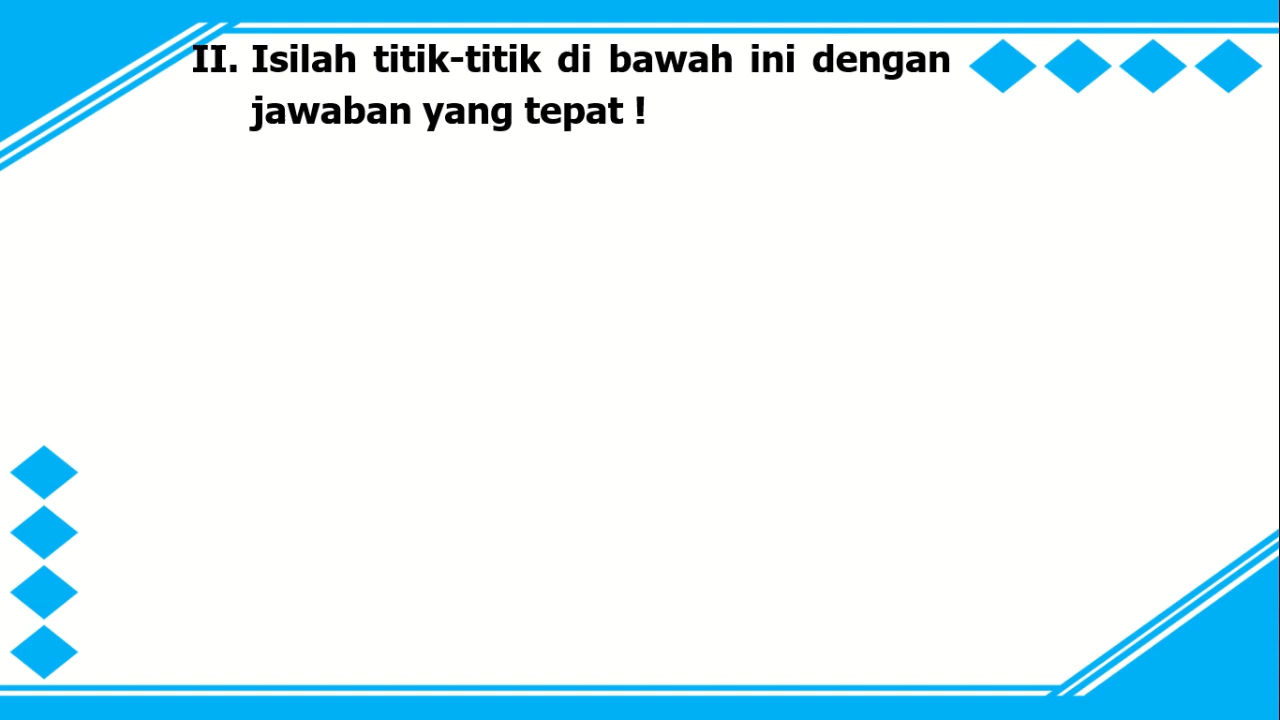 II. Isilah titik-titik di bawah ini dengan
jawaban yang tepat !